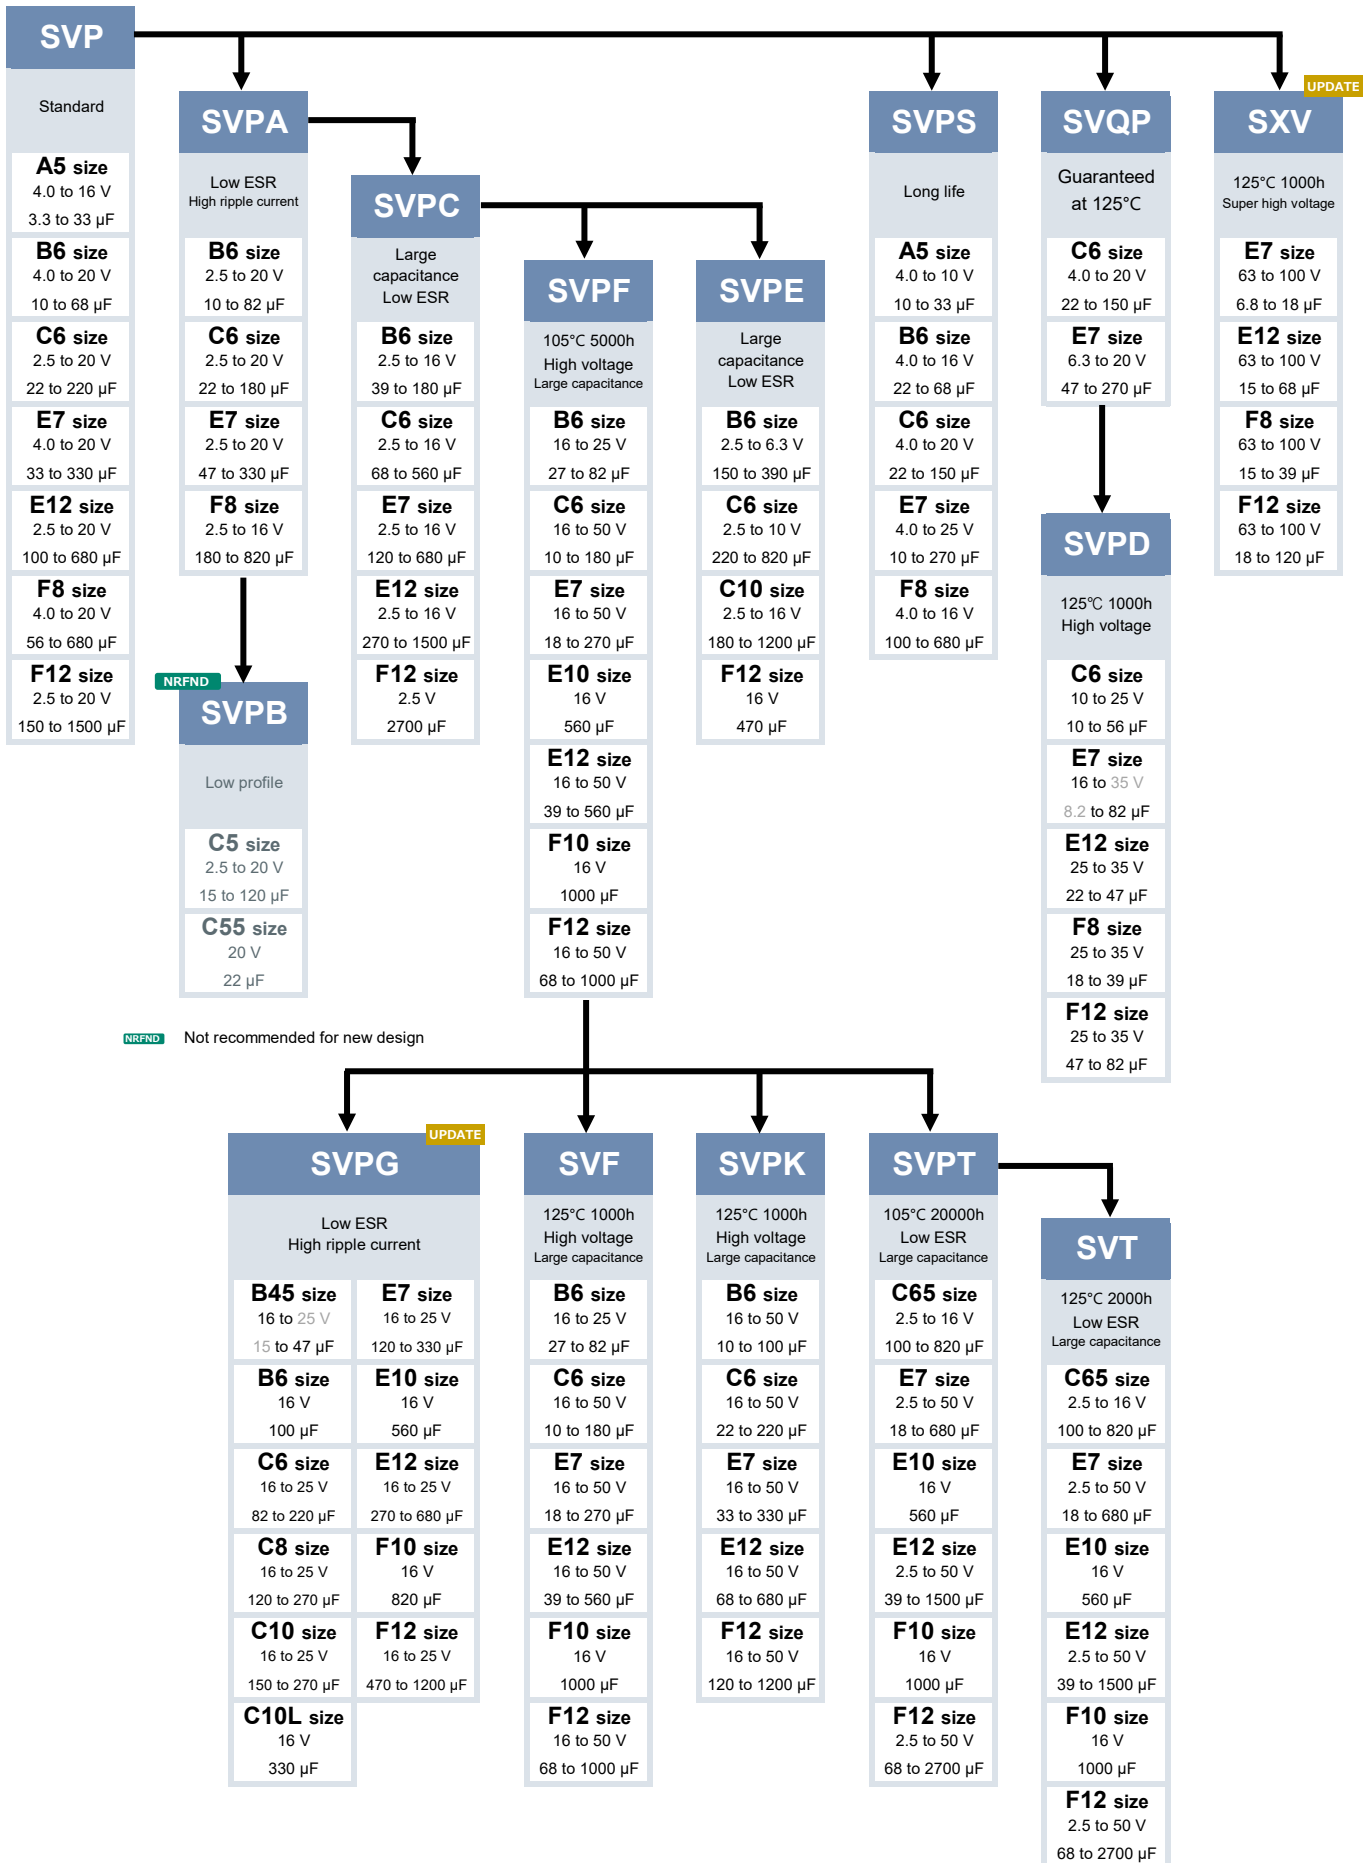 SVP
Standard
A5 size
4.0 to 16 V
3.3 to 33 µF
B6 size
4.0 to 20 V
10 to 68 µF
C6 size
2.5 to 20 V
22 to 220 µF
E7 size
4.0 to 20 V
33 to 330 µF
E12 size
2.5 to 20 V
100 to 680 µF
F8 size
4.0 to 20 V
56 to 680 µF
F12 size
2.5 to 20 V
150 to 1500 µF
SVPA
Low ESR
High ripple current
B6 size
2.5 to 20 V
10 to 82 µF
C6 size
2.5 to 20 V
22 to 180 µF
E7 size
2.5 to 20 V
47 to 330 µF
F8 size
2.5 to 16 V
180 to 820 µF
NRFND
SVPB
Low profile
C5 size
2.5 to 20 V
15 to 120 µF
C55 size
20 V
22 µF
SVPC
Large
capacitance
Low ESR
B6 size
2.5 to 16 V
39 to 180 µF
C6 size
2.5 to 16 V
68 to 560 µF
E7 size
2.5 to 16 V
120 to 680 µF
E12 size
2.5 to 16 V
270 to 1500 µF
F12 size
2.5 V
2700 µF
SVPF
105°C 5000h
High voltage
Large capacitance
B6 size
16 to 25 V
27 to 82 µF
C6 size
16 to 50 V
10 to 180 µF
E7 size
16 to 50 V
18 to 270 µF
E10 size
16 V
560 µF
E12 size
16 to 50 V
39 to 560 µF
F10 size
16 V
1000 µF
F12 size
16 to 50 V
68 to 1000 µF
SVPE
Large
capacitance
Low ESR
B6 size
2.5 to 6.3 V
150 to 390 µF
C6 size
2.5 to 10 V
220 to 820 µF
C10 size
2.5 to 16 V
180 to 1200 µF
F12 size
16 V
470 µF
SVPS
Long life
A5 size
4.0 to 10 V
10 to 33 µF
B6 size
4.0 to 16 V
22 to 68 µF
C6 size
4.0 to 20 V
22 to 150 µF
E7 size
4.0 to 25 V
10 to 270 µF
F8 size
4.0 to 16 V
100 to 680 µF
SVQP
Guaranteed
at 125°C
C6 size
4.0 to 20 V
22 to 150 µF
E7 size
6.3 to 20 V
47 to 270 µF
SVPD
125℃ 1000h
High voltage
C6 size
10 to 25 V
10 to 56 µF
E7 size
16 to 35 V
8.2 to 82 µF
E12 size
25 to 35 V
22 to 47 µF
F8 size
25 to 35 V
18 to 39 µF
F12 size
25 to 35 V
47 to 82 µF
UPDATE
SXV
125°C 1000h
Super high voltage
E7 size
63 to 100 V
6.8 to 18 µF
E12 size
63 to 100 V
15 to 68 µF
F8 size
63 to 100 V
15 to 39 µF
F12 size
63 to 100 V
18 to 120 µF
NRFND Not recommended for new design
UPDATE
SVPG
Low ESR
High ripple current
B45 size
16 to 25 V
15 to 47 µF
B6 size
16 V
100 µF
C6 size
16 to 25 V
82 to 220 µF
C8 size
16 to 25 V
120 to 270 µF
C10 size
16 to 25 V
150 to 270 µF
C10L size
16 V
330 µF
E7 size
16 to 25 V
120 to 330 µF
E10 size
16 V
560 µF
E12 size
16 to 25 V
270 to 680 µF
F10 size
16 V
820 µF
F12 size
16 to 25 V
470 to 1200 µF
SVF
125°C 1000h
High voltage
Large capacitance
B6 size
16 to 25 V
27 to 82 µF
C6 size
16 to 50 V
10 to 180 µF
E7 size
16 to 50 V
18 to 270 µF
E12 size
16 to 50 V
39 to 560 µF
F10 size
16 V
1000 µF
F12 size
16 to 50 V
68 to 1000 µF
SVPK
125°C 1000h
High voltage
Large capacitance
B6 size
16 to 50 V
10 to 100 µF
C6 size
16 to 50 V
22 to 220 µF
E7 size
16 to 50 V
33 to 330 µF
E12 size
16 to 50 V
68 to 680 µF
F12 size
16 to 50 V
120 to 1200 µF
SVPT
105°C 20000h
Low ESR
Large capacitance
C65 size
2.5 to 16 V
100 to 820 µF
E7 size
2.5 to 50 V
18 to 680 µF
E10 size
16 V
560 µF
E12 size
2.5 to 50 V
39 to 1500 µF
F10 size
16 V
1000 µF
F12 size
2.5 to 50 V
68 to 2700 µF
SVT
125°C 2000h
Low ESR
Large capacitance
C65 size
2.5 to 16 V
100 to 820 µF
E7 size
2.5 to 50 V
18 to 680 µF
E10 size
16 V
560 µF
E12 size
2.5 to 50 V
39 to 1500 µF
F10 size
16 V
1000 µF
F12 size
2.5 to 50 V
68 to 2700 µF